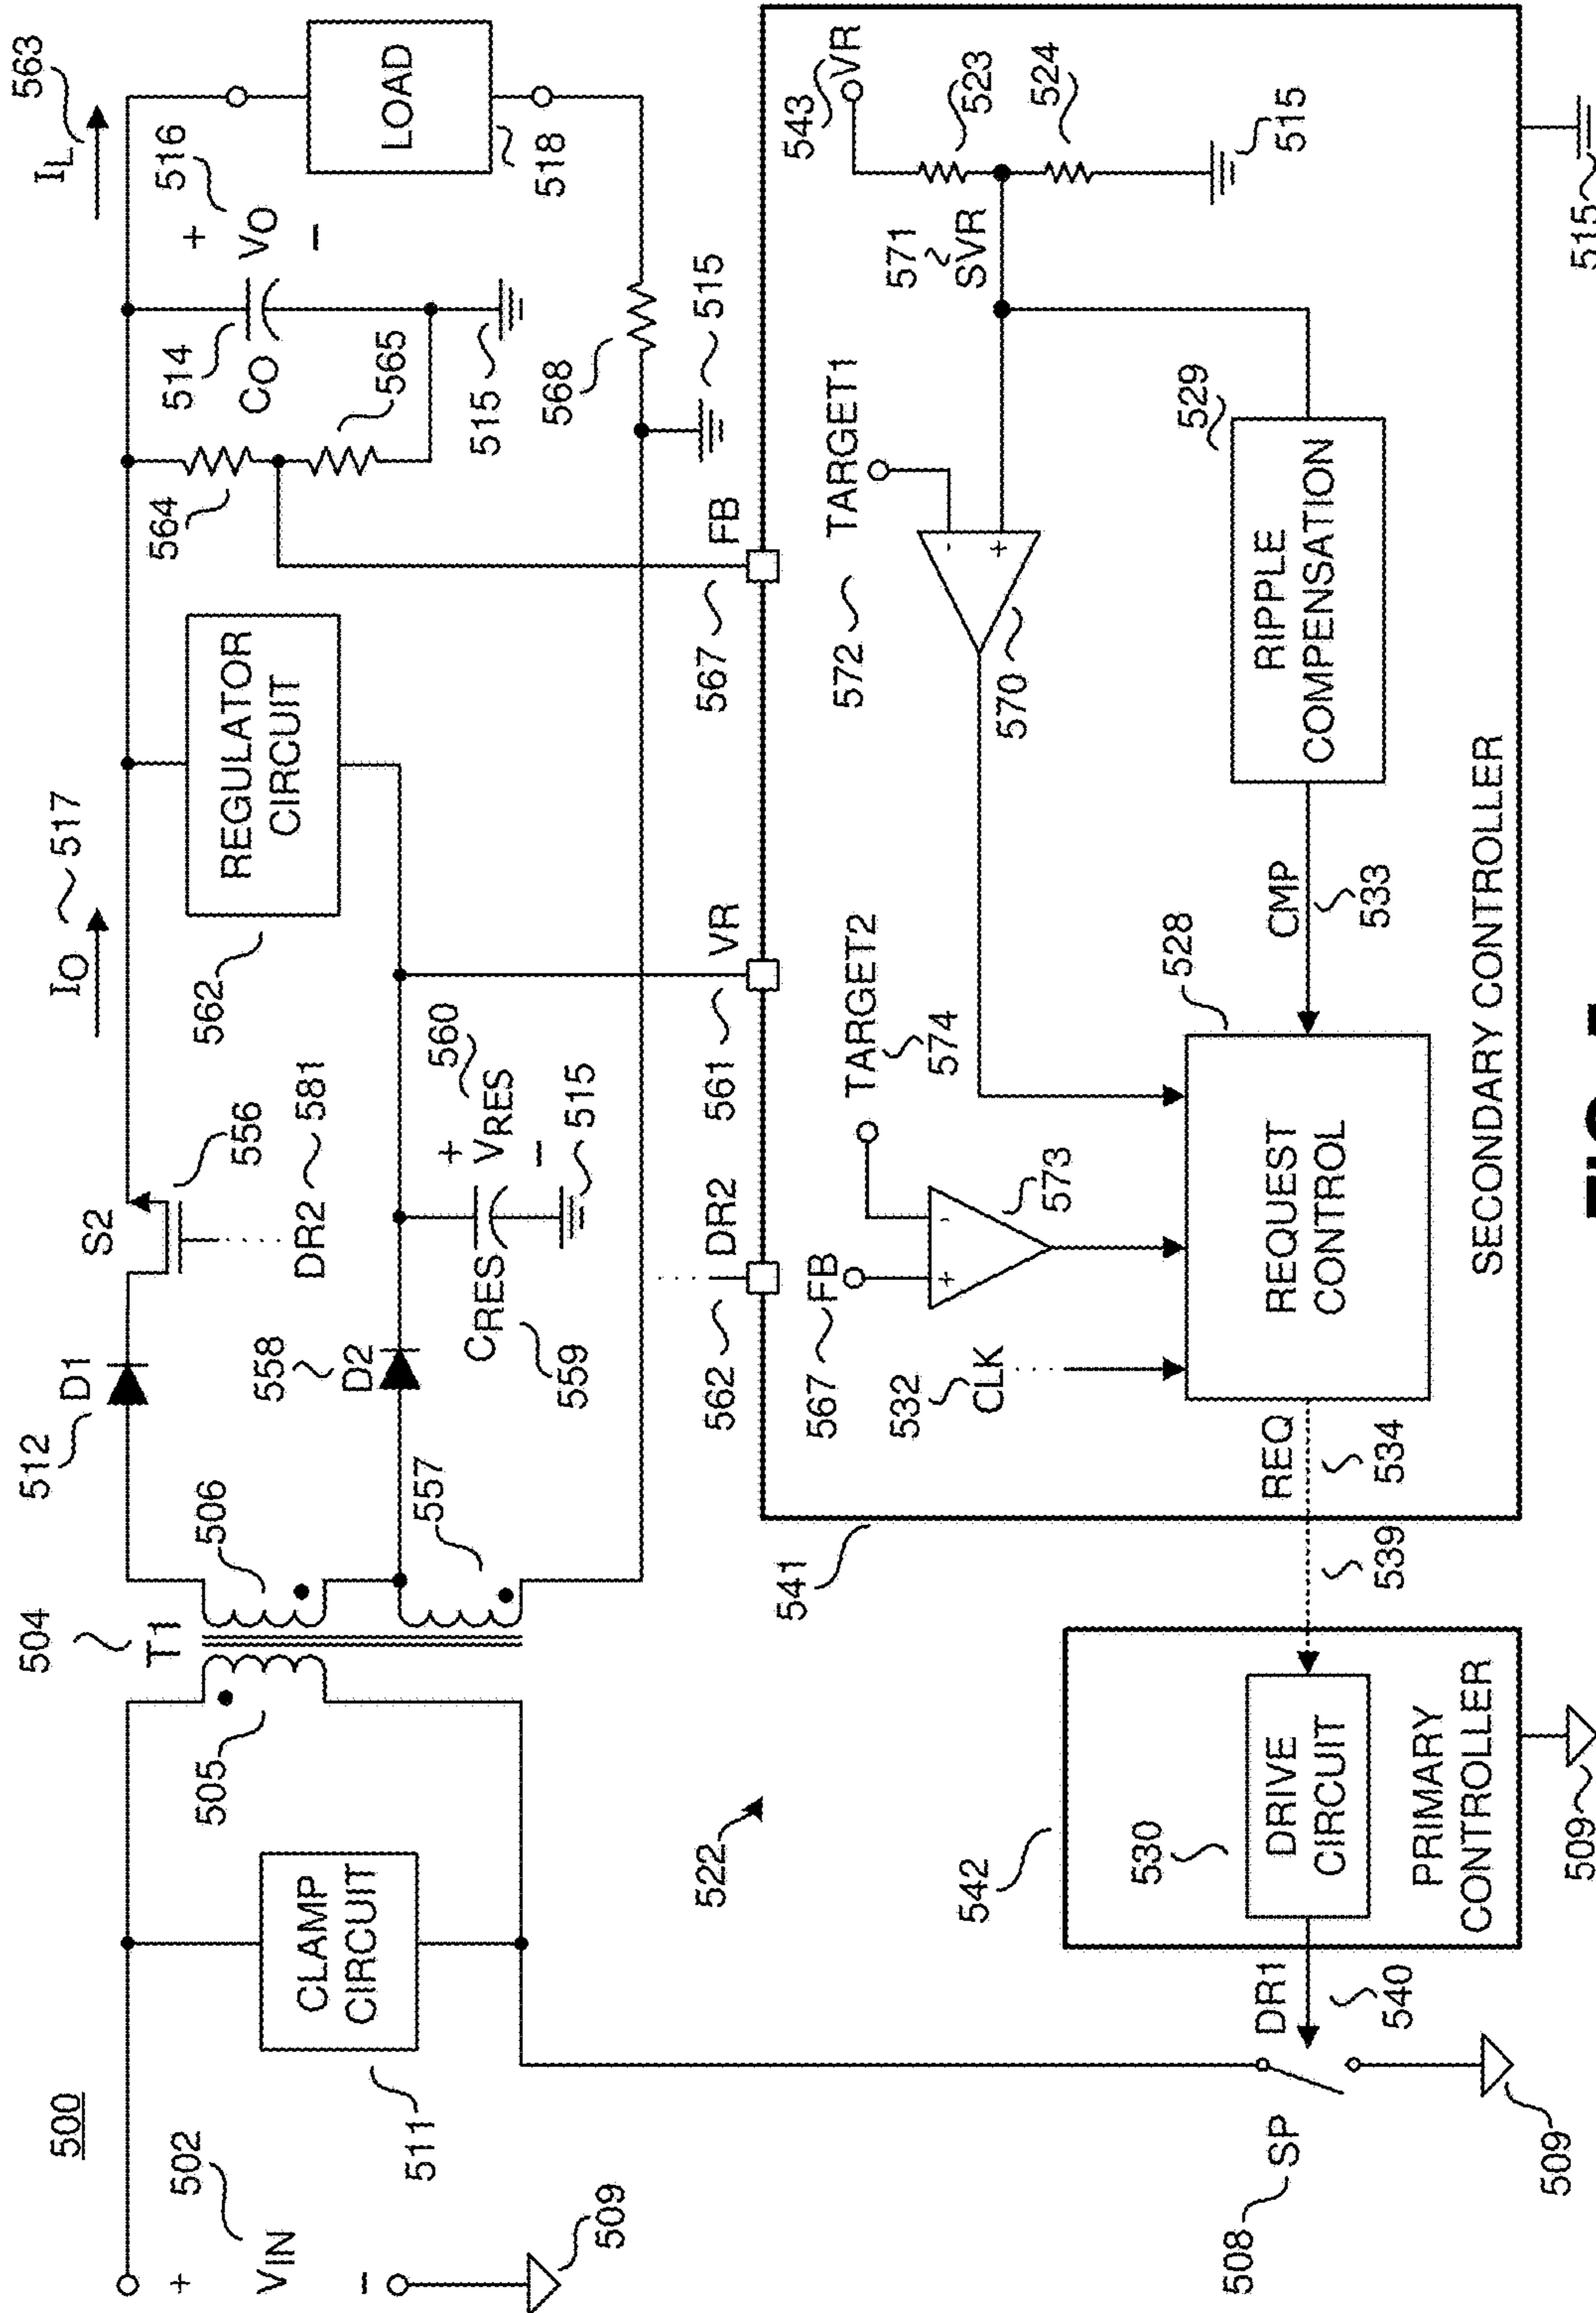 500
502
VIN
+
−
509
CLAMP
CIRCUIT
511
504
T1
505
506
557
512
D1
S2
556
DR2
581
558
D2
CRES
559
+
VRES
−
560
515
IO
517
REGULATOR
CIRCUIT
562
564
565
514
CO
515
+
VO
−
516
IL
563
LOAD
518
568
515
522
562
DR2
561
VR
567
FB
541
567
FB
532
CLK
TARGET2
574
+
-
573
572
TARGET1
-
+
570
571
SVR
543
VR
523
524
515
528
REQUEST
CONTROL
CMP
533
529
RIPPLE
COMPENSATION
REQ
534
539
SECONDARY CONTROLLER
515
542
530
DRIVE
CIRCUIT
PRIMARY
CONTROLLER
509
DR1
540
508
SP
509